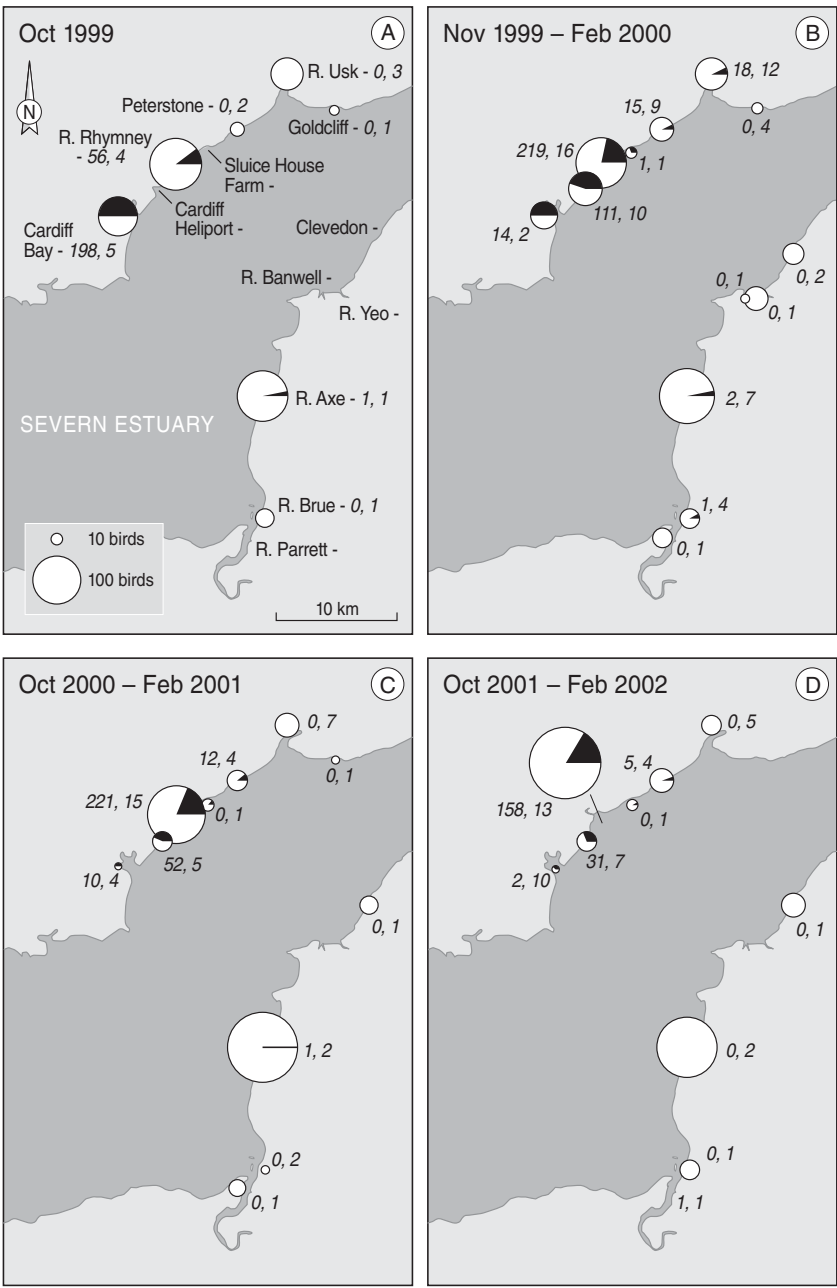 Oct 1999
A
N
R. Usk - 0, 3
Peterstone - 0, 2
Goldcliff - 0, 1
R. Rhymney
- 56, 4
Sluice House
Farm -
Cardiff
Heliport -
Cardiff
Bay - 198, 5
Clevedon -
R. Banwell -
R. Yeo -
R. Axe - 1, 1
SEVERN ESTUARY
R. Brue - 0, 1
R. Parrett -
10 birds
100 birds
10 km
Nov 1999 – Feb 2000
B
18, 12
15, 9
0, 4
219, 16
1, 1
111, 10
14, 2
0, 2
0, 1
0, 1
2, 7
1, 4
0, 1
Oct 2000 – Feb 2001
C
0, 7
12, 4
0, 1
221, 15
0, 1
52, 5
10, 4
0, 1
1, 2
0, 2
0, 1
Oct 2001 – Feb 2002
D
0, 5
5, 4
158, 13
0, 1
31, 7
2, 10
0, 1
0, 2
0, 1
1, 1